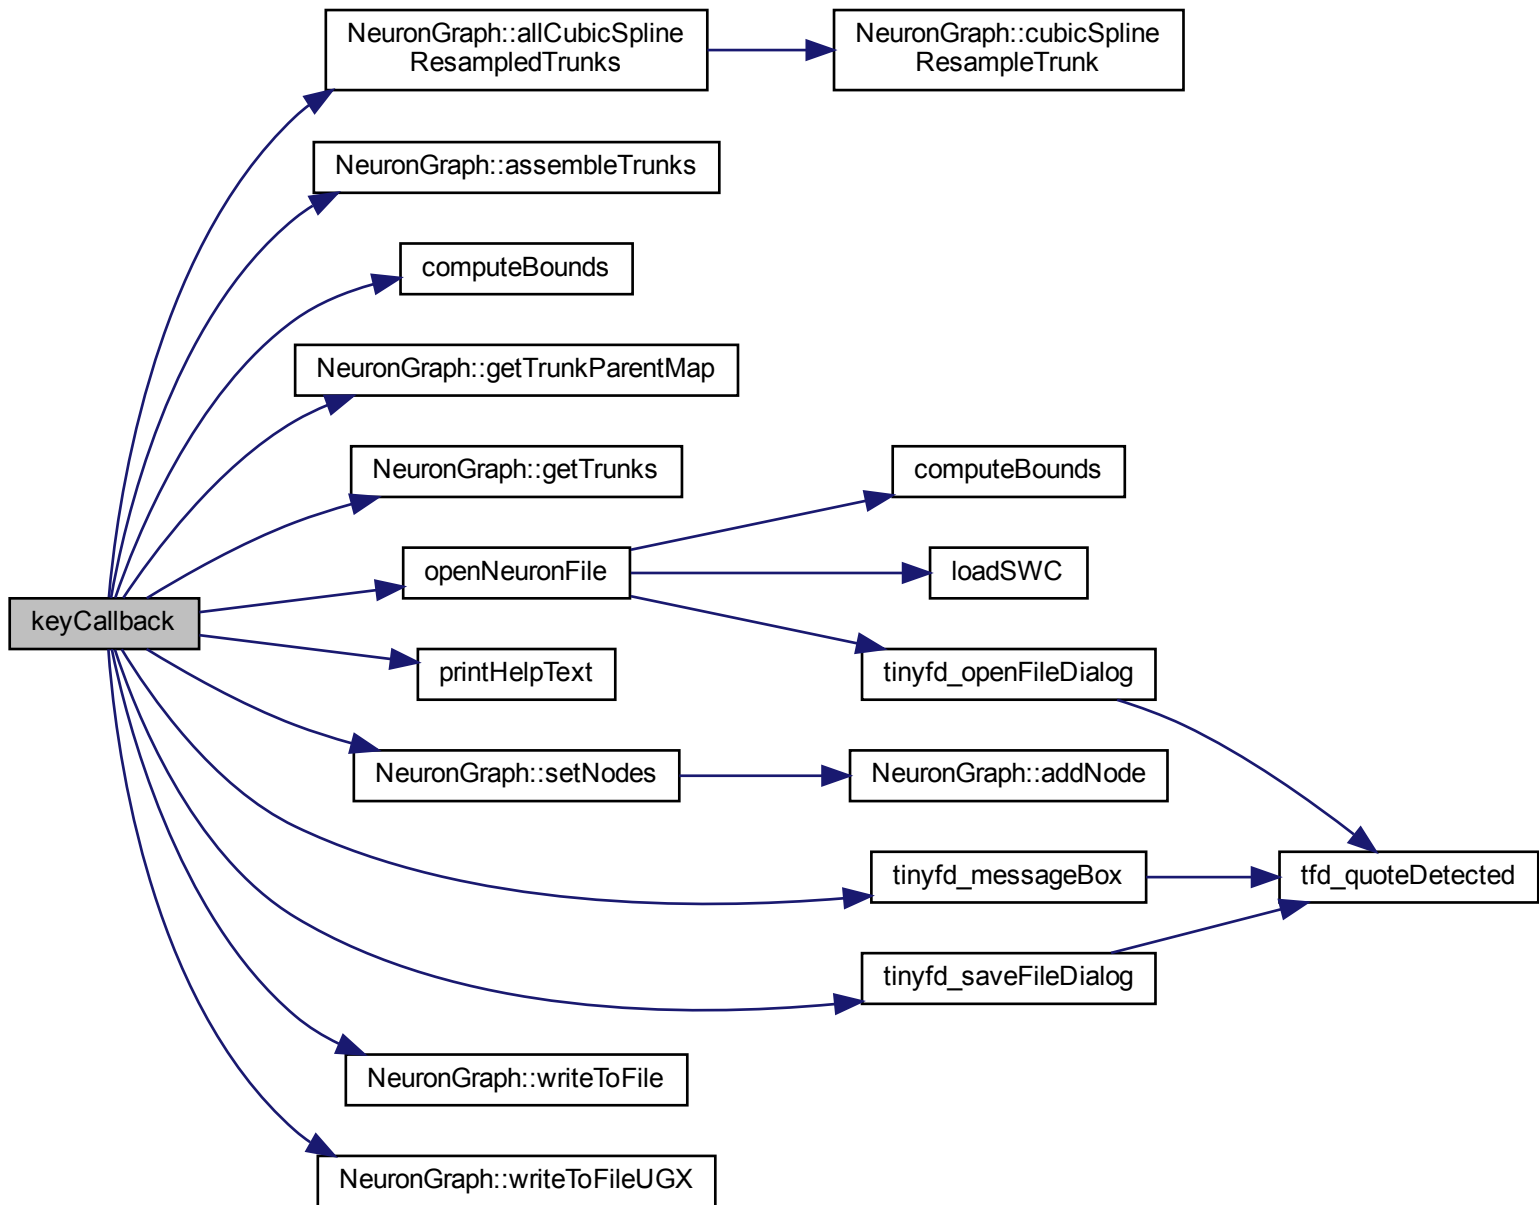 NeuronGraph::allCubicSpline
ResampledTrunks
NeuronGraph::cubicSpline
ResampleTrunk
NeuronGraph::assembleTrunks
computeBounds
NeuronGraph::getTrunkParentMap
NeuronGraph::getTrunks
computeBounds
openNeuronFile
loadSWC
keyCallback
printHelpText
tinyfd_openFileDialog
NeuronGraph::setNodes
NeuronGraph::addNode
tinyfd_messageBox
tfd_quoteDetected
tinyfd_saveFileDialog
NeuronGraph::writeToFile
NeuronGraph::writeToFileUGX